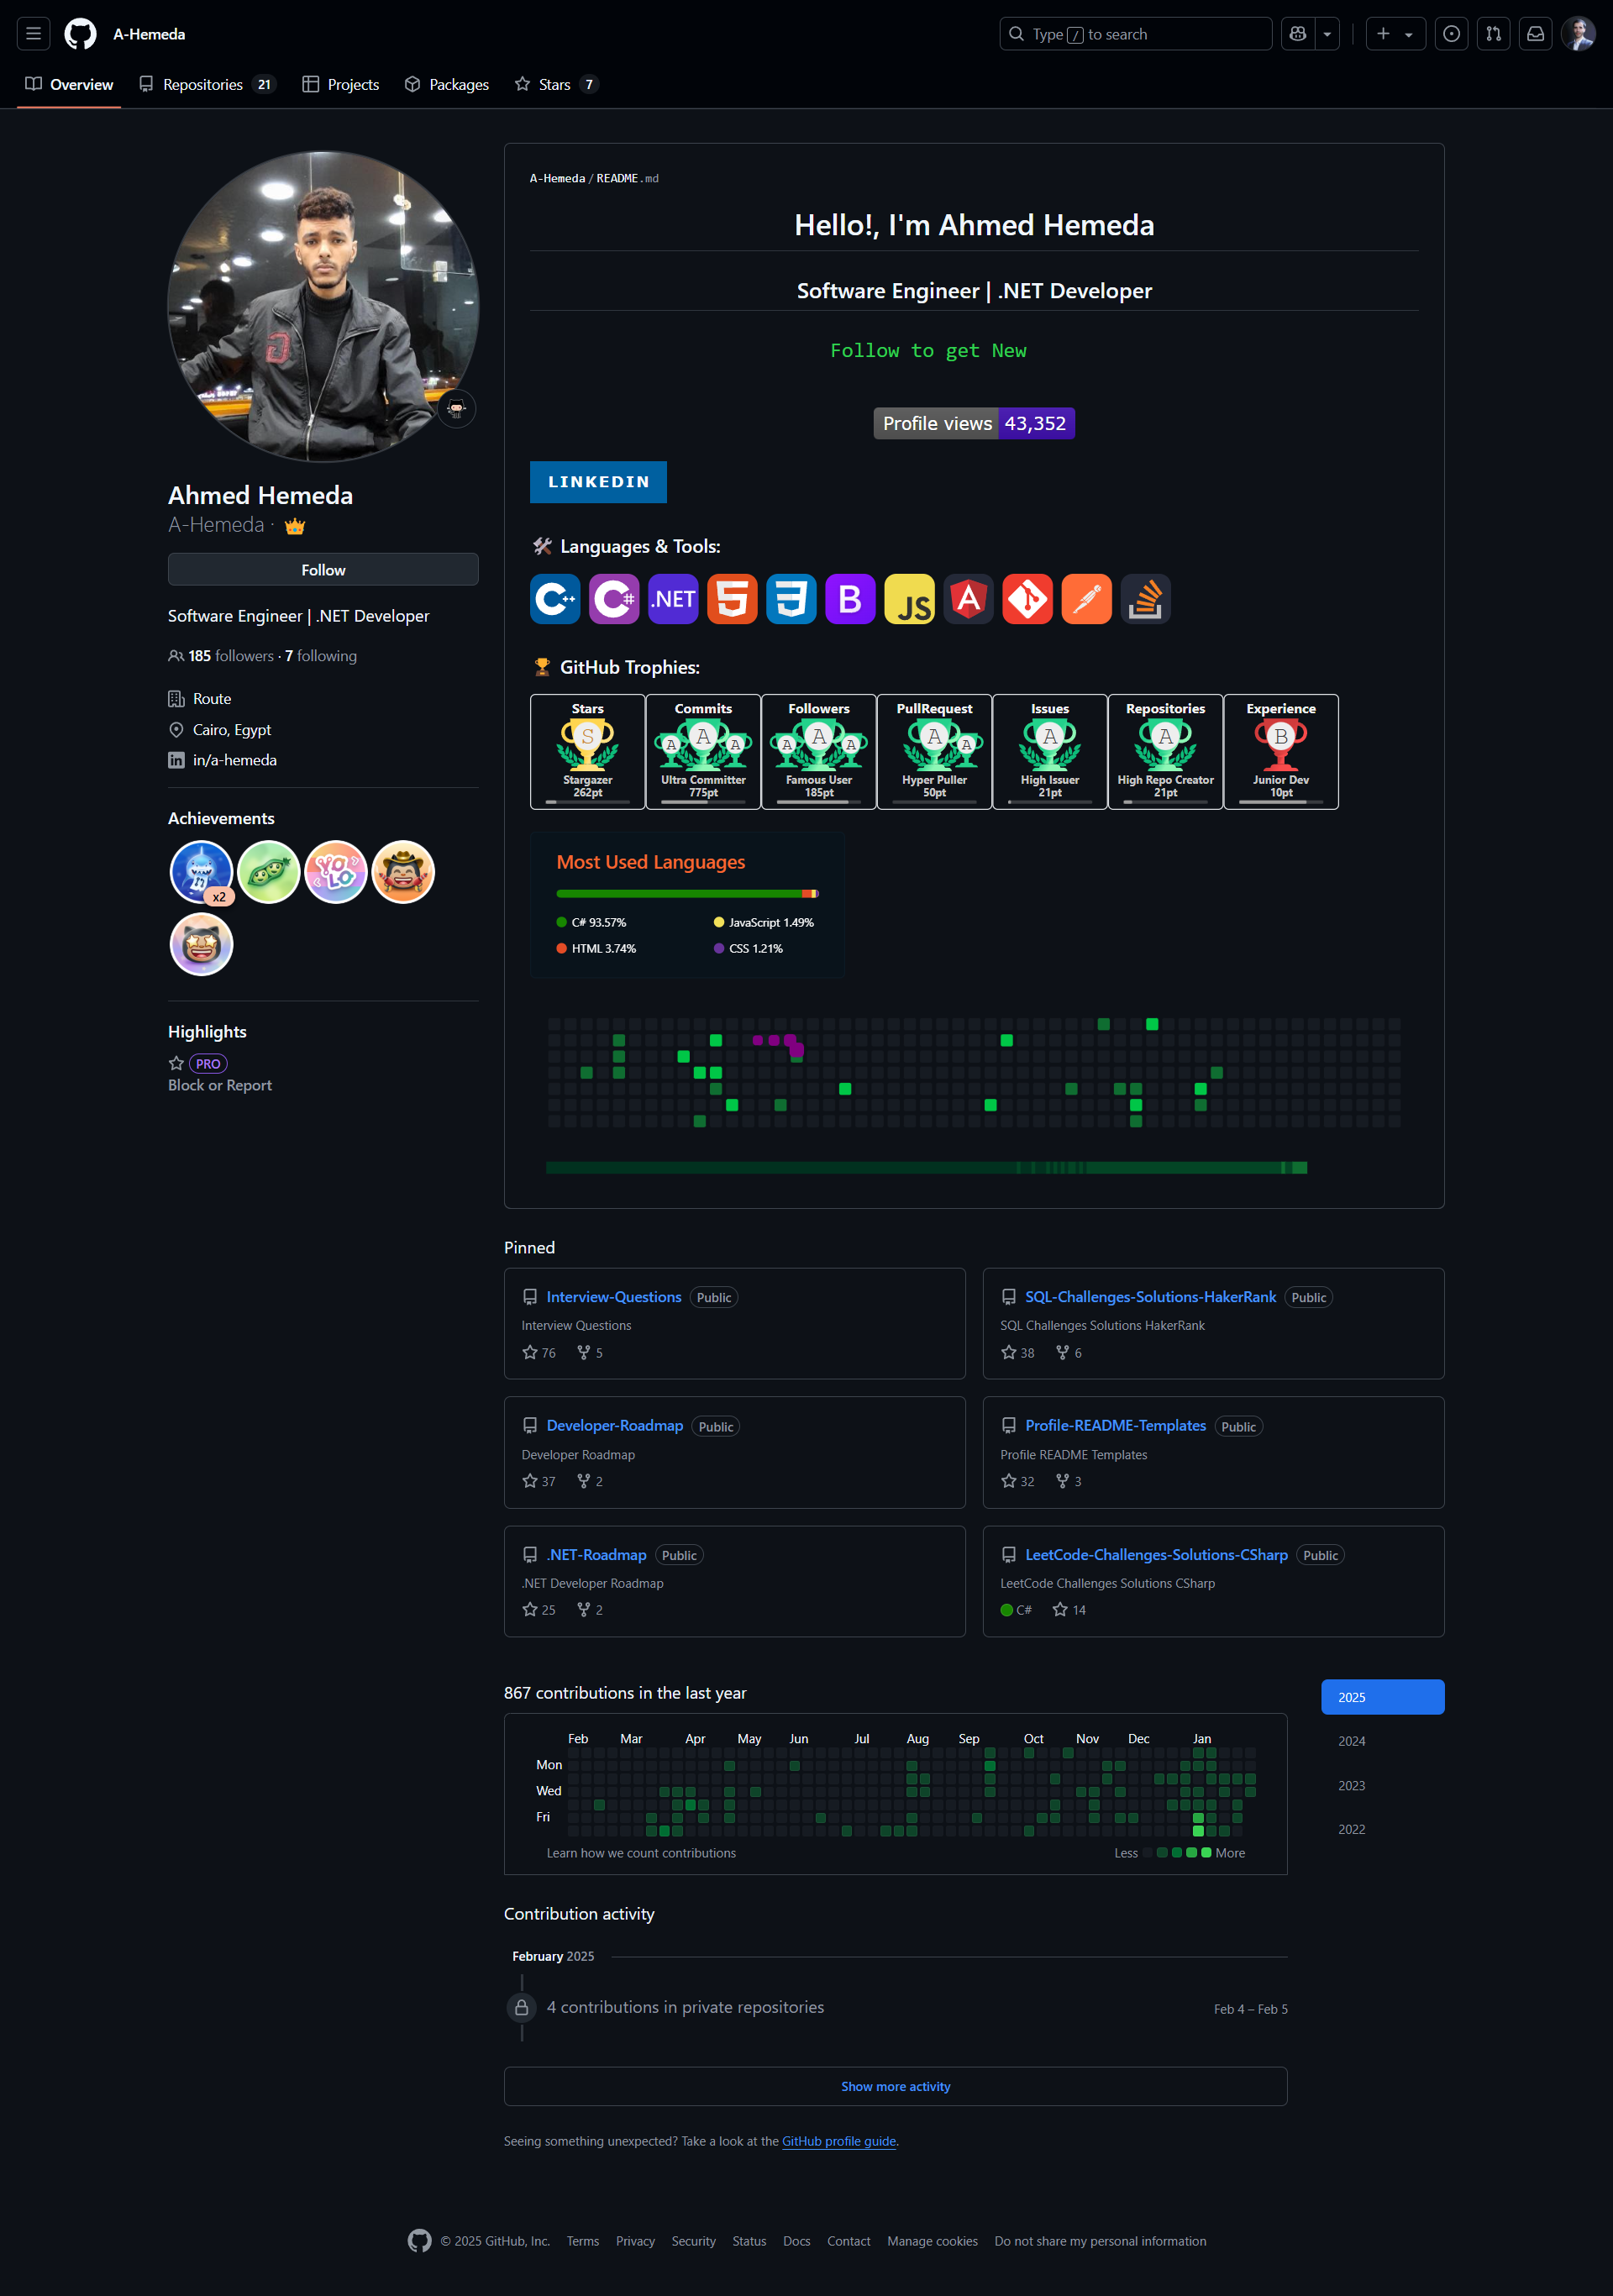 A-Hemeda
Type / to search
Overview
Repositories 21
Projects
Packages
Stars 7
Ahmed Hemeda
A-Hemeda ·
Follow
Software Engineer | .NET Developer
185 followers · 7 following
Route
Cairo, Egypt
in/a-hemeda
Achievements
x2
YOLO
Highlights
PRO
Block or Report
A-Hemeda / README.md
Hello!, I'm Ahmed Hemeda
Software Engineer | .NET Developer
Follow to get New
Profile views 43,352
LINKEDIN
Languages & Tools:
C++ C# .NET 5 3 B JS A
GitHub Trophies:
Stars
S
Stargazer
262pt
Commits
A A A
Ultra Committer
775pt
Followers
A A A
Famous User
185pt
PullRequest
A A
Hyper Puller
50pt
Issues
A
High Issuer
21pt
Repositories
A
High Repo Creator
21pt
Experience
B
Junior Dev
10pt
Most Used Languages
C# 93.57%
JavaScript 1.49%
HTML 3.74%
CSS 1.21%
Pinned
Interview-Questions Public
Interview Questions
76 5
SQL-Challenges-Solutions-HakerRank Public
SQL Challenges Solutions HakerRank
38 6
Developer-Roadmap Public
Developer Roadmap
37 2
Profile-README-Templates Public
Profile README Templates
32 3
.NET-Roadmap Public
.NET Developer Roadmap
25 2
LeetCode-Challenges-Solutions-CSharp Public
LeetCode Challenges Solutions CSharp
C# 14
867 contributions in the last year
2025
2024
2023
2022
Feb Mar Apr May Jun Jul Aug Sep Oct Nov Dec Jan
Mon
Wed
Fri
Learn how we count contributions
Less More
Contribution activity
February 2025
4 contributions in private repositories
Feb 4 – Feb 5
Show more activity
Seeing something unexpected? Take a look at the GitHub profile guide.
© 2025 GitHub, Inc. Terms Privacy Security Status Docs Contact Manage cookies Do not share my personal information